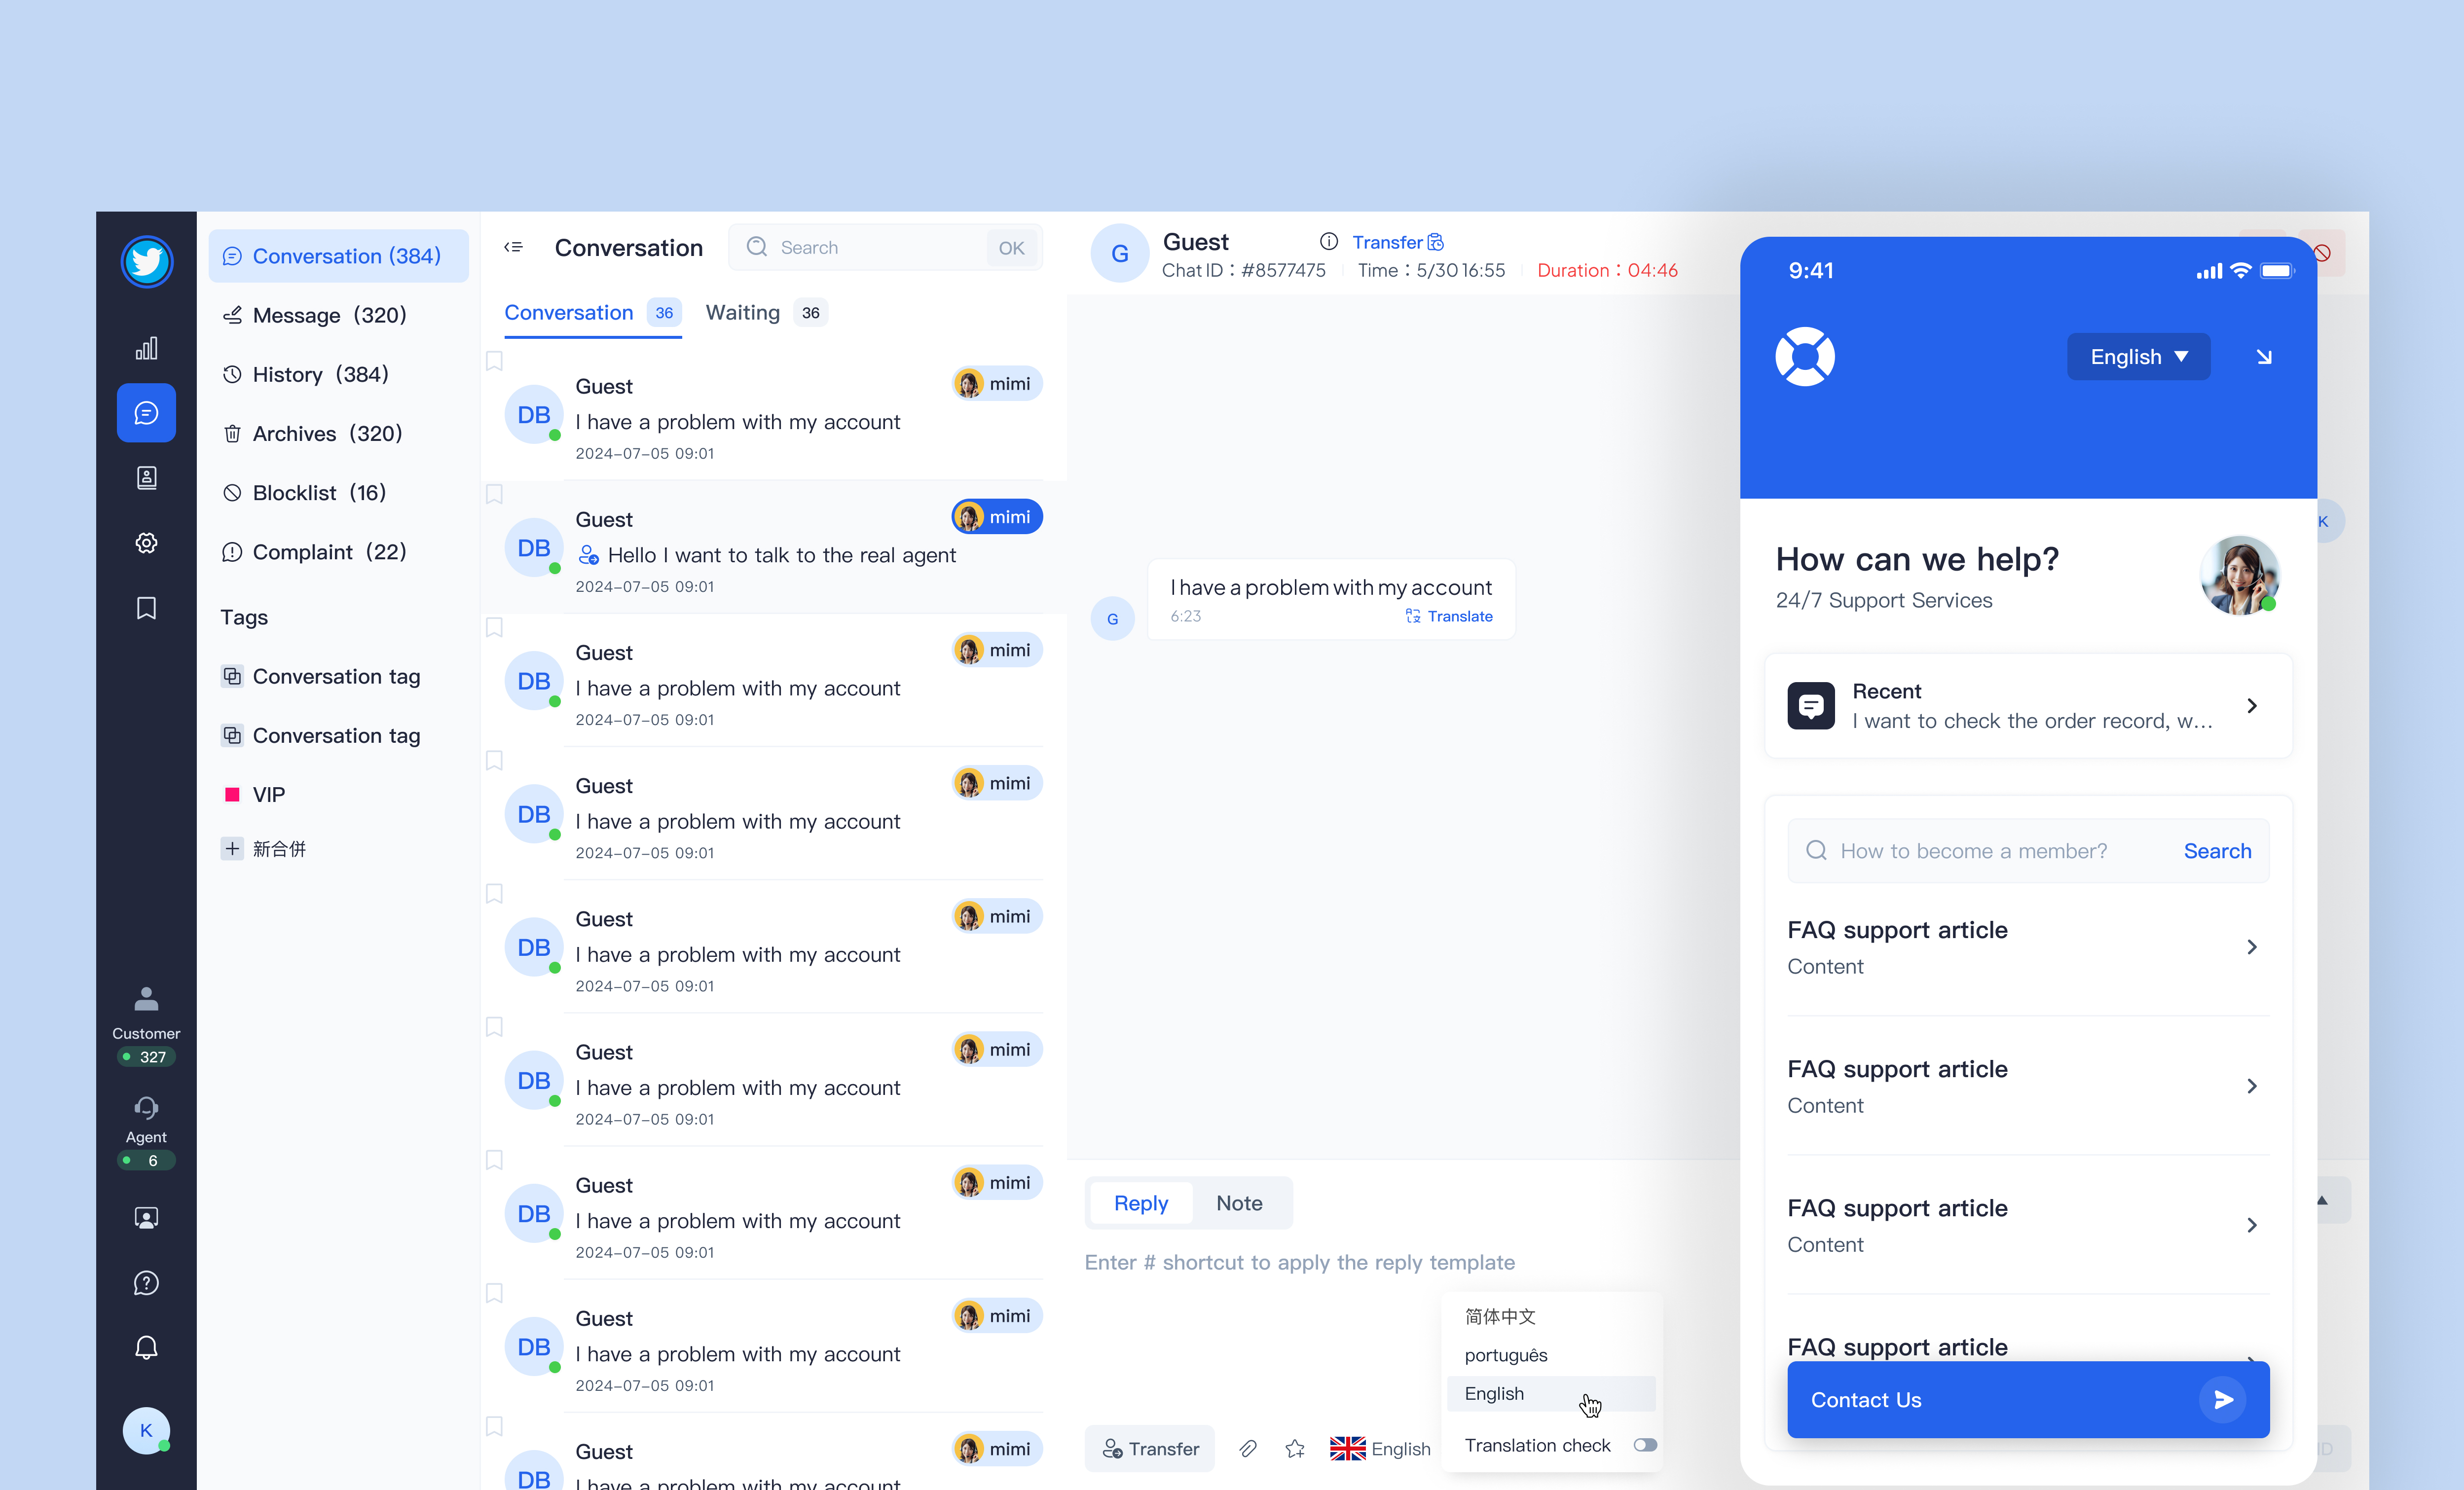 Customer
327
Agent
6
K
Conversation (384)
Message (320)
History (384)
Archives (320)
Blocklist (16)
Complaint (22)
Tags
Conversation tag
Conversation tag
VIP
新合併
Conversation
Search
OK
Conversation 36
Waiting 36
DB
Guest
mimi
I have a problem with my account
2024-07-05 09:01
DB
Guest
mimi
Hello I want to talk to the real agent
2024-07-05 09:01
DB
Guest
mimi
I have a problem with my account
2024-07-05 09:01
DB
Guest
mimi
I have a problem with my account
2024-07-05 09:01
DB
Guest
mimi
I have a problem with my account
2024-07-05 09:01
DB
Guest
mimi
I have a problem with my account
2024-07-05 09:01
DB
Guest
mimi
I have a problem with my account
2024-07-05 09:01
DB
Guest
mimi
I have a problem with my account
2024-07-05 09:01
DB
Guest
mimi
I have a problem with my account
G
Guest
Transfer
Chat ID：#8577475
Time：5/30 16:55
Duration：04:46
K
G
I have a problem with my account
6:23
Translate
Reply
Note
Enter # shortcut to apply the reply template
简体中文
português
English
Translation check
Transfer
English
9:41
English
How can we help?
24/7 Support Services
Recent
I want to check the order record, w...
How to become a member?
Search
FAQ support article
Content
FAQ support article
Content
FAQ support article
Content
FAQ support article
Contact Us